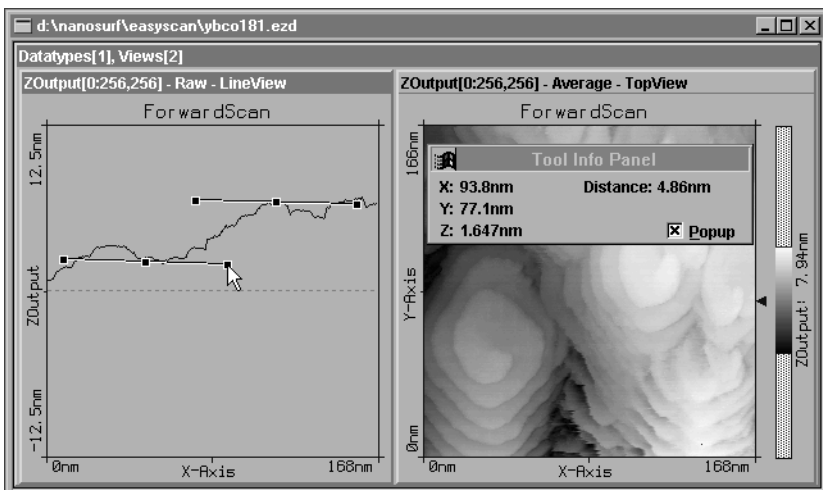 d:\nanosurf\easyscan\ybco181.ezd
Datatypes[1], Views[2]
ZOutput[0:256,256] - Raw - LineView
ForwardScan
12.5nm
ZOutput
-12.5nm
0nm
X-Axis
168nm
ZOutput[0:256,256] - Average - TopView
ForwardScan
166nm
Y-Axis
0nm
Tool Info Panel
X: 93.8nm
Distance: 4.86nm
Y: 77.1nm
Z: 1.647nm
Popup
0nm
X-Axis
168nm
ZOutput! 7.94nm